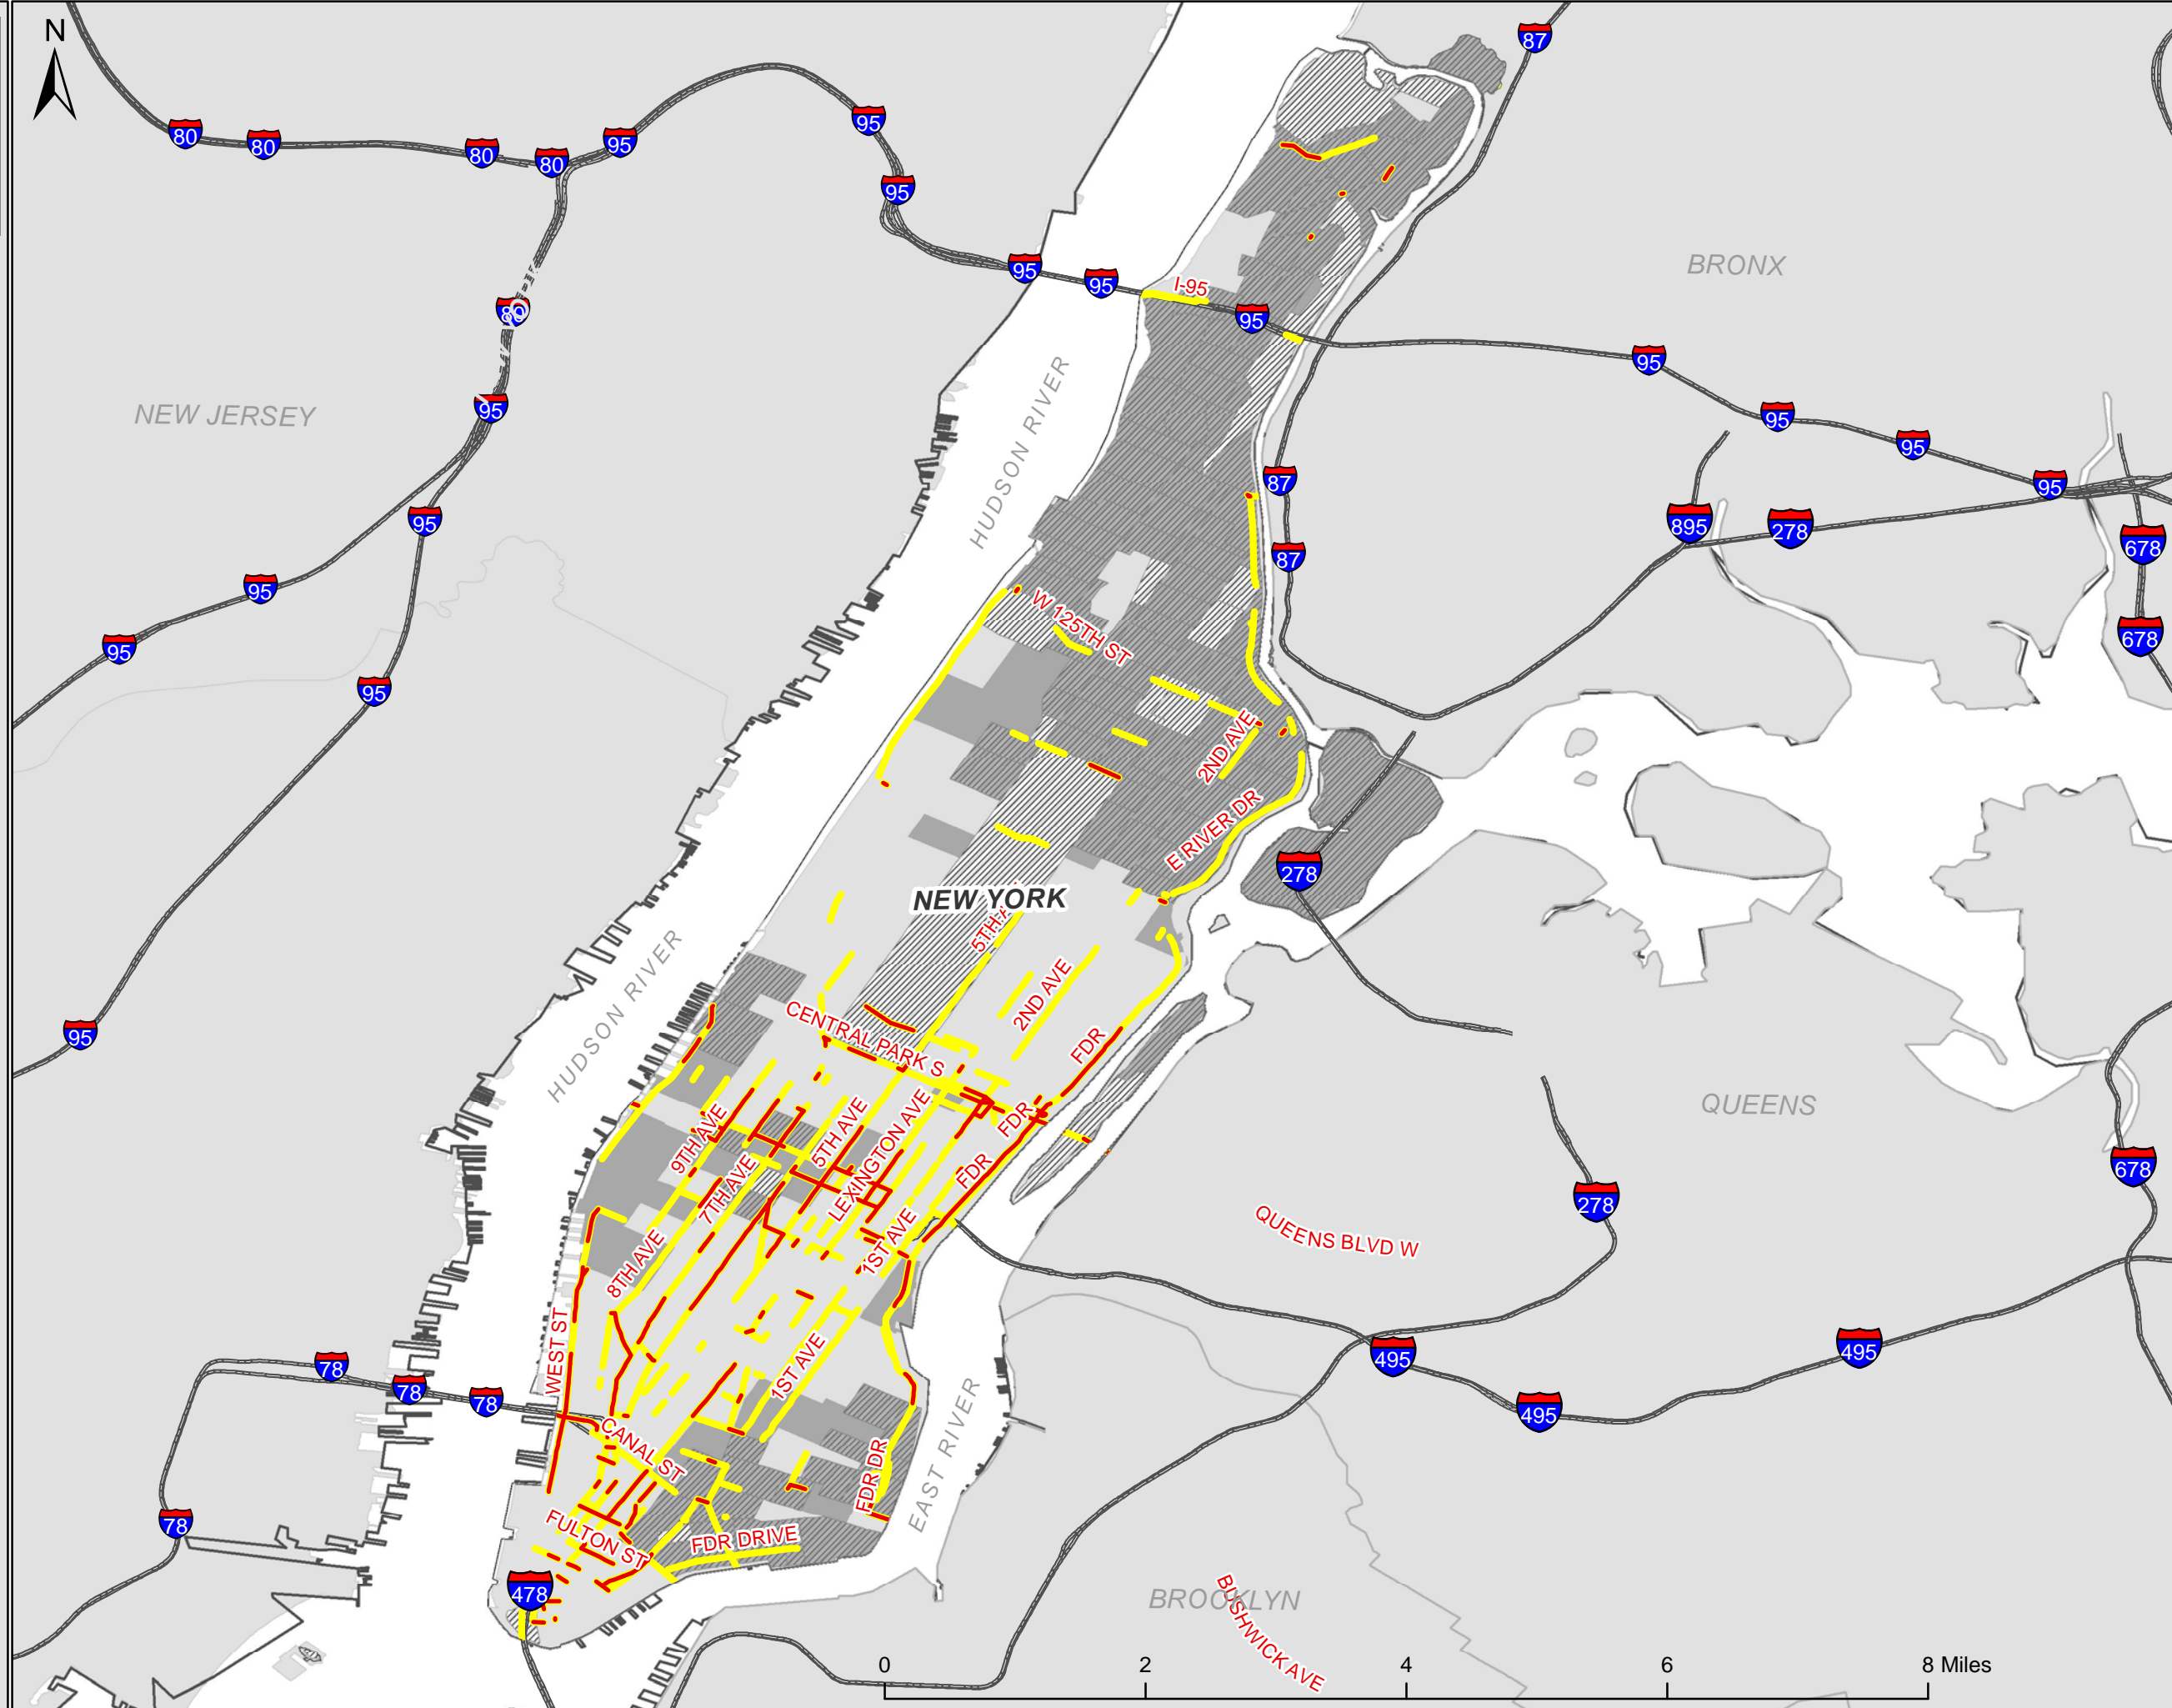 N
87
80
80
80
80
95
95
95
BRONX
95
95
I-95
95
80
95
NEW JERSEY
95
95
95
95
HUDSON RIVER
87
95
895
278
678
87
95
W 125TH ST
678
95
95
2ND AVE
E RIVER DR
278
NEW YORK
5TH A
HUDSON RIVER
2ND AVE
CENTRAL PARK S
FDR
95
QUEENS
FDR
9TH AVE
5TH AVE
LEXINGTON AVE
FDR
7TH AVE
678
278
QUEENS BLVD W
1ST AVE
8TH AVE
WEST ST
1ST AVE
495
495
78
78
78
495
CANAL ST
EAST RIVER
FDR DR
78
FULTON ST
FDR DRIVE
478
BROOKLYN
BUSHWICK AVE
0 2 4 6 8 Miles